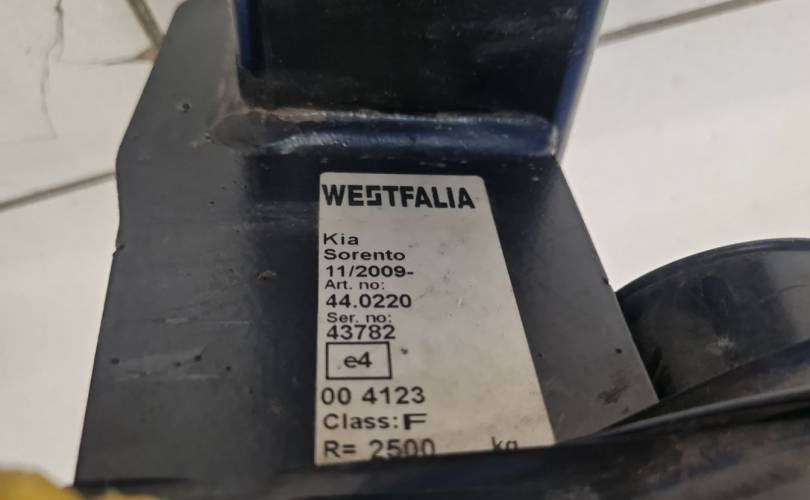 WESTFALIA
Kia
Sorento
11/2009-
Art. no:
44.0220
Ser. no:
43782
e4
00 4123
Class: F
R= 2500 kg